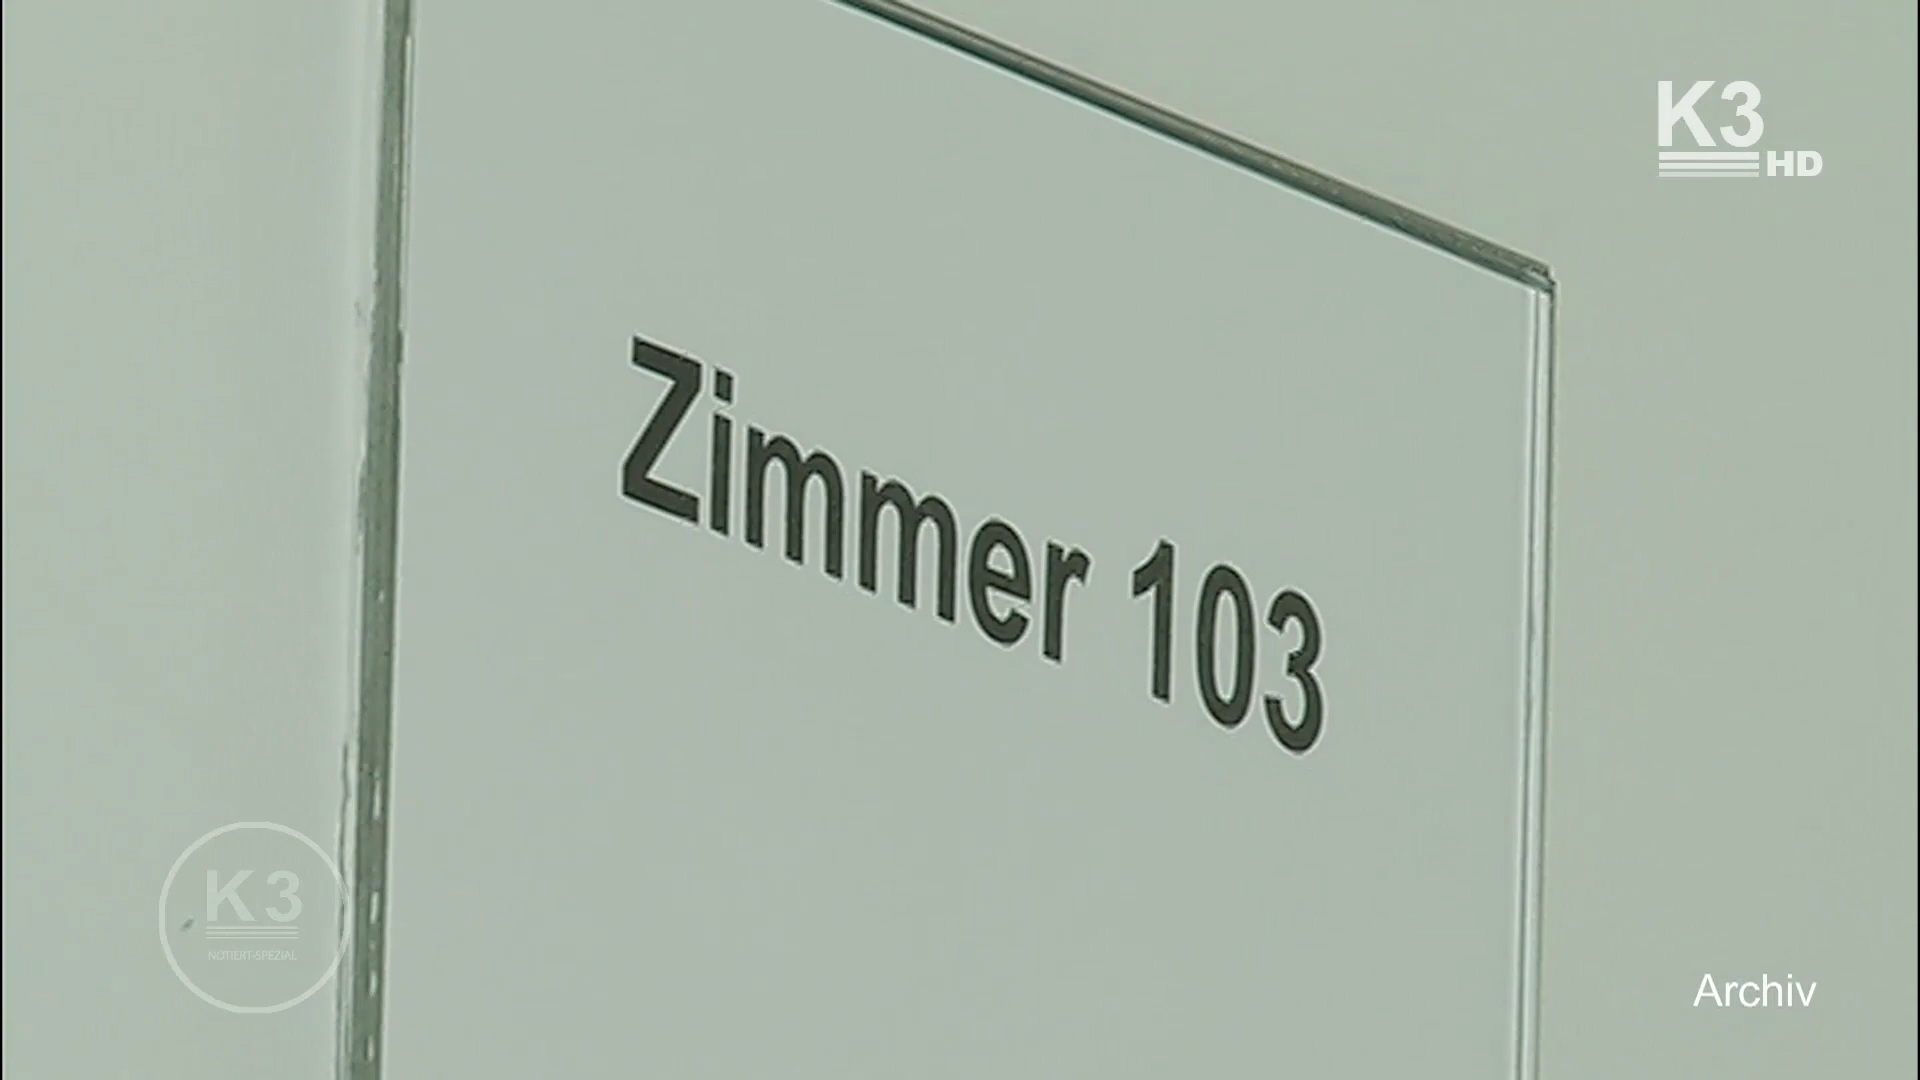 K3
HD
Zimmer 103
K3
NOTIERT-SPEZIAL
Archiv